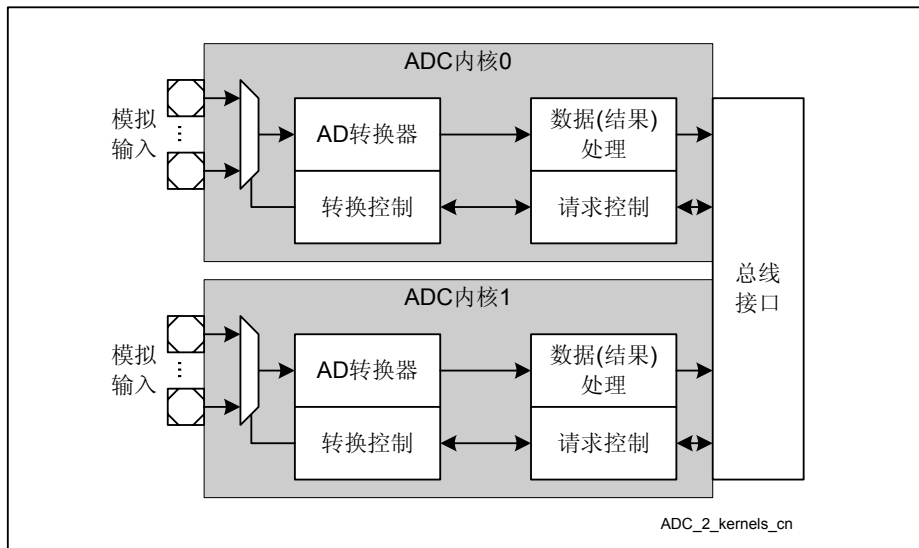 ADC内核0
模拟
输入
AD转换器
数据(结果)
处理
转换控制
请求控制
总线
接口
ADC内核1
模拟
输入
AD转换器
数据(结果)
处理
转换控制
请求控制
ADC_2_kernels_cn